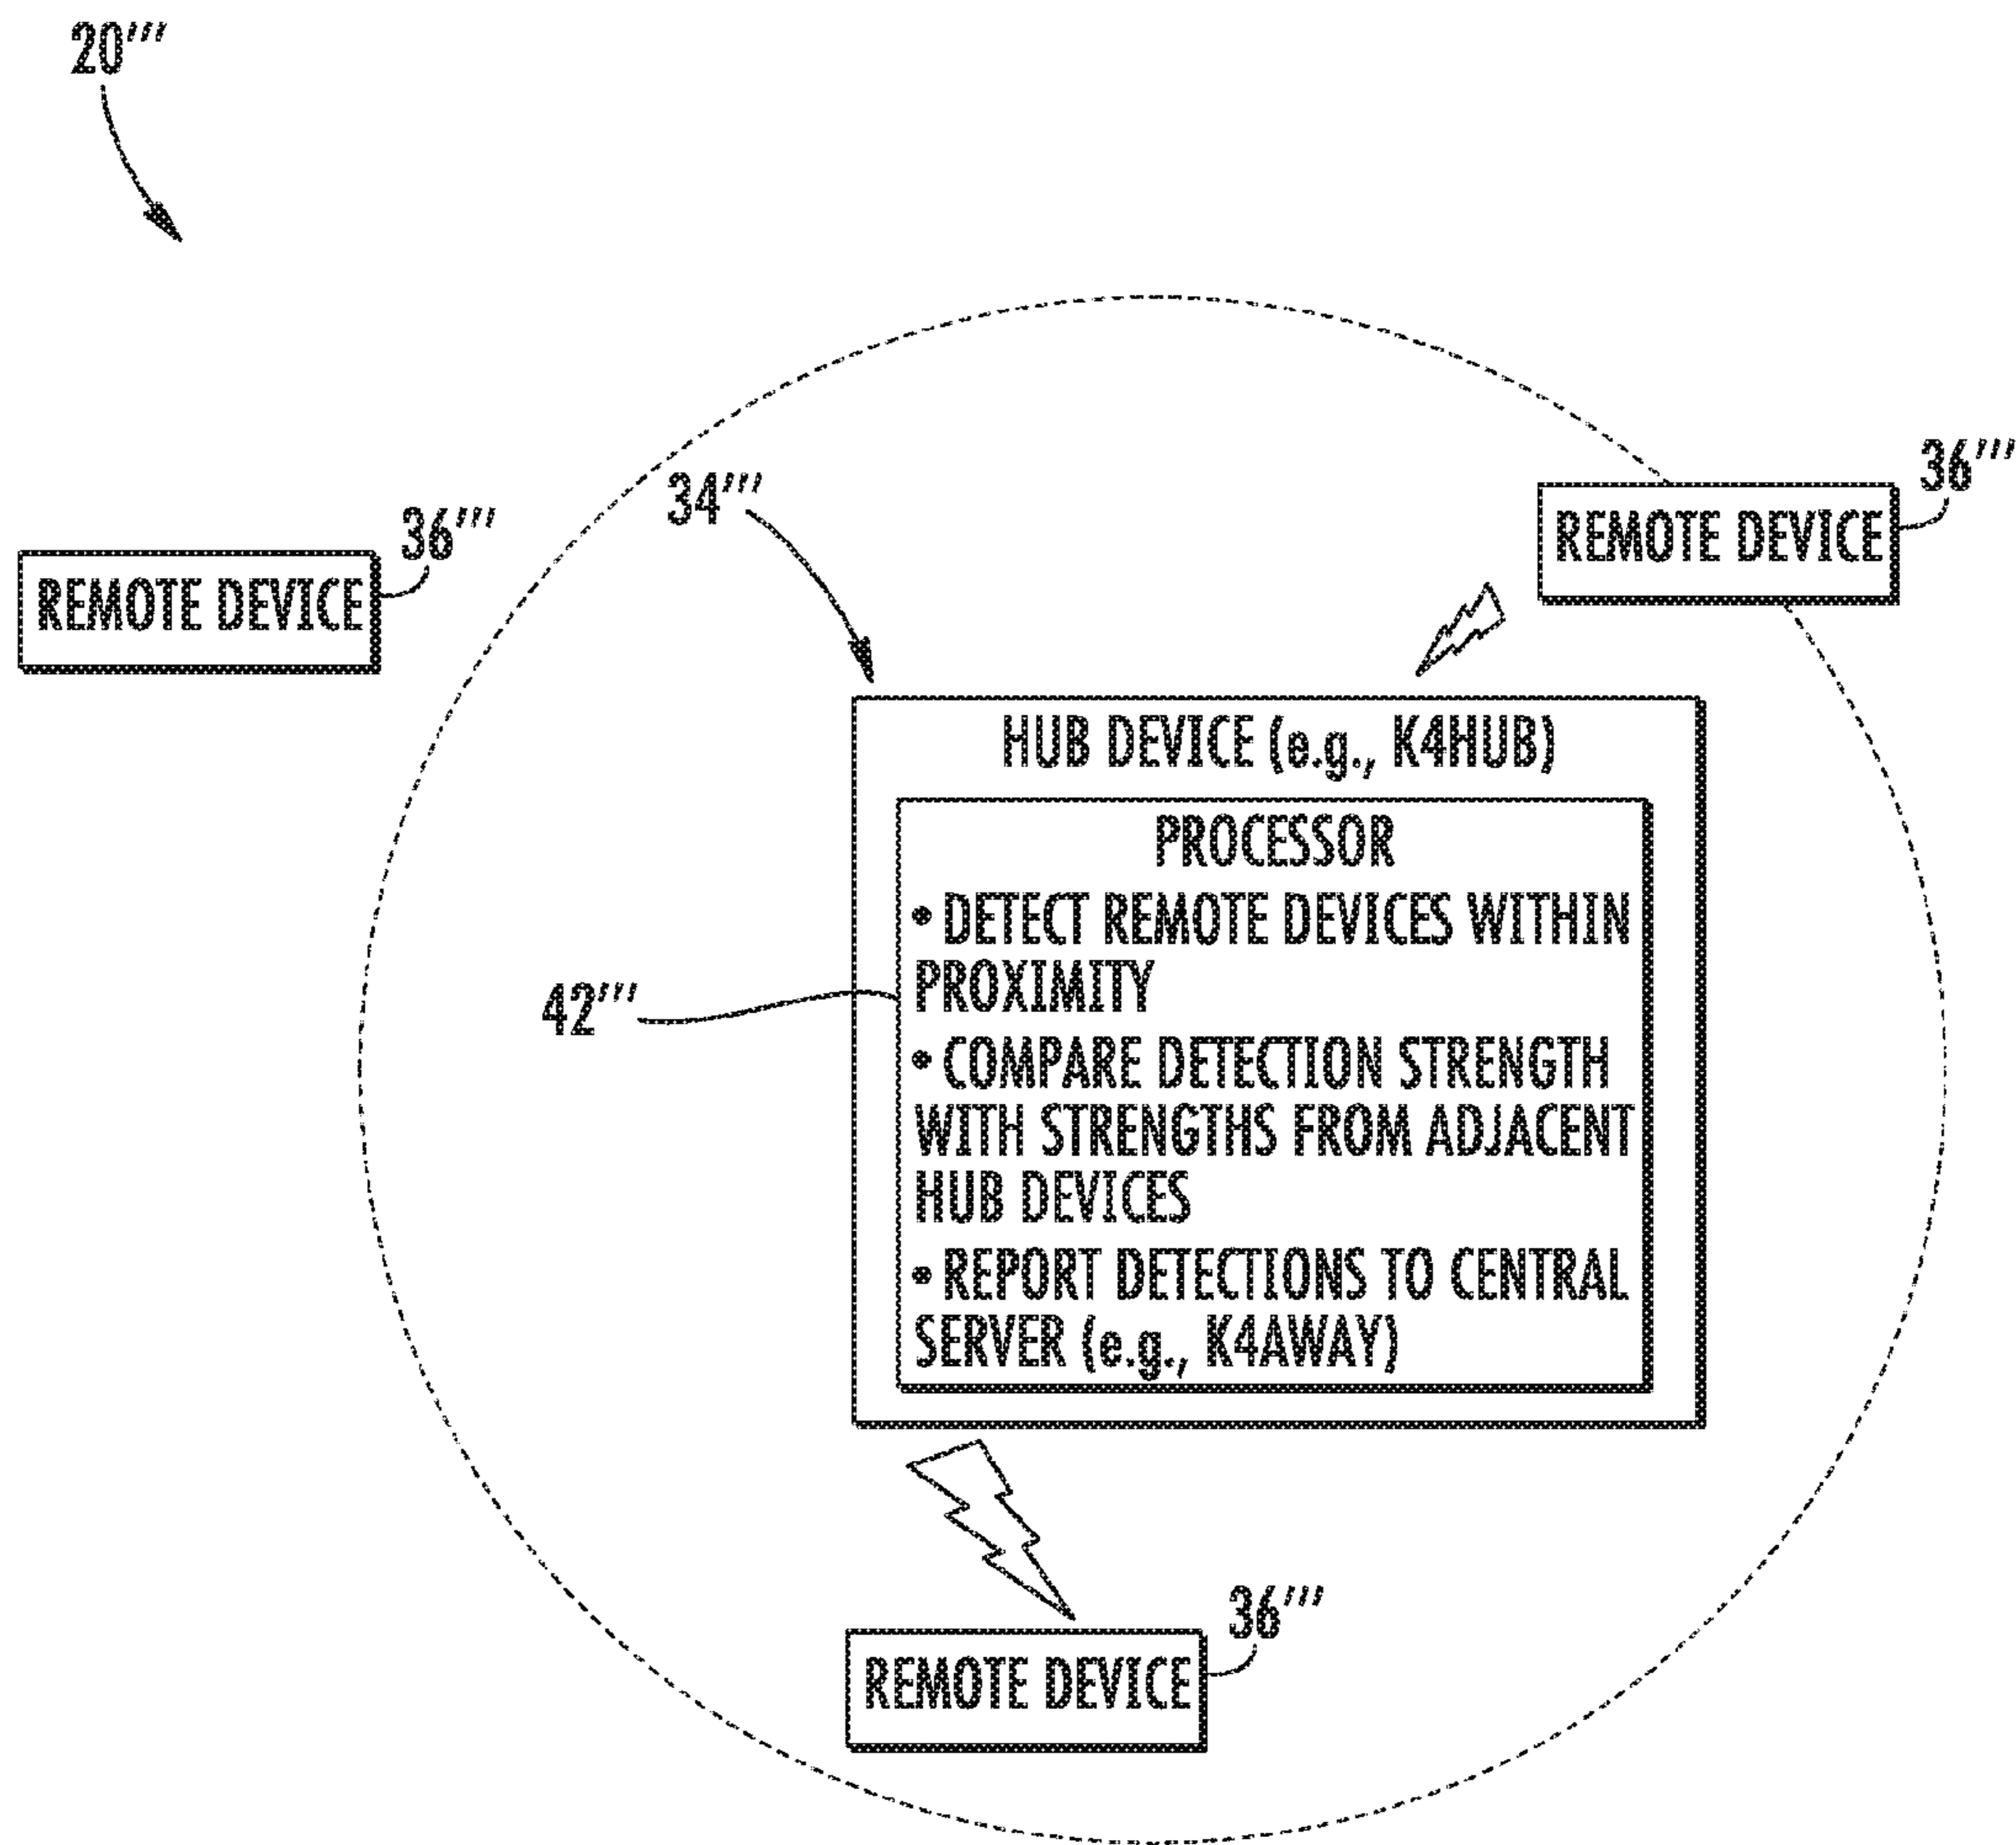 20'''
34'''
36'''
REMOTE DEVICE
36'''
REMOTE DEVICE
HUB DEVICE (e.g., K4HUB)
PROCESSOR
• DETECT REMOTE DEVICES WITHIN
PROXIMITY
• COMPARE DETECTION STRENGTH
WITH STRENGTHS FROM ADJACENT
HUB DEVICES
• REPORT DETECTIONS TO CENTRAL
SERVER (e.g., K4AWAY)
42'''
36'''
REMOTE DEVICE